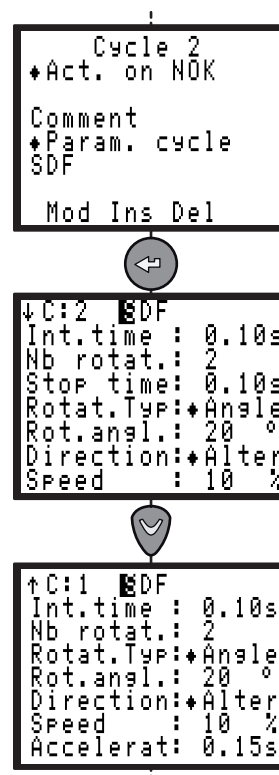 Cycle 2
♦Act. on NOK
Comment
♦Param. cycle
SDF
Mod Ins Del
↓C:2 SDF
Int.time : 0.10s
Nb rotat.: 2
Stop time: 0.10s
Rotat.Typ:♦Angle
Rot.angl.: 20 °
Direction:♦Alter
Speed : 10 %
↑C:1 SDF
Int.time : 0.10s
Nb rotat.: 2
Rotat.Typ:♦Angle
Rot.angl.: 20 °
Direction:♦Alter
Speed : 10 %
Accelerat: 0.15s